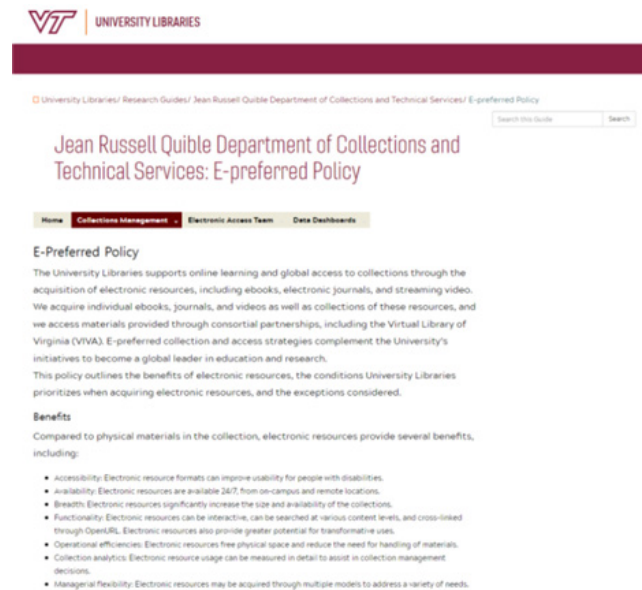 VT
UNIVERSITY LIBRARIES
University Libraries/ Research Guides/ Jean Russell Quible Department of Collections and Technical Services/ E-preferred Policy
Search this Guide
Search
Jean Russell Quible Department of Collections and
Technical Services: E-preferred Policy
Home
Collections Management
Electronic Access Team
Data Dashboards
E-Preferred Policy
The University Libraries supports online learning and global access to collections through the
acquisition of electronic resources, including ebooks, electronic journals, and streaming video.
We acquire individual ebooks, journals, and videos as well as collections of these resources, and
we access materials provided through consortial partnerships, including the Virtual Library of
Virginia (VIVA). E-preferred collection and access strategies complement the University's
initiatives to become a global leader in education and research.
This policy outlines the benefits of electronic resources, the conditions University Libraries
prioritizes when acquiring electronic resources, and the exceptions considered.
Benefits
Compared to physical materials in the collection, electronic resources provide several benefits,
including:
Accessibility: Electronic resource formats can improve usability for people with disabilities.
Availability: Electronic resources are available 24/7, from on-campus and remote locations.
Breadth: Electronic resources significantly increase the size and availability of the collections.
Functionality: Electronic resources can be interactive, can be searched at various content levels, and cross-linked
through OpenURL. Electronic resources also provide greater potential for transformative uses.
Operational efficiencies: Electronic resources free physical space and reduce the need for handling of materials.
Collection analytics: Electronic resource usage can be measured in detail to assist in collection management
decisions.
Managerial flexibility: Electronic resources may be acquired through multiple models to address a variety of needs.